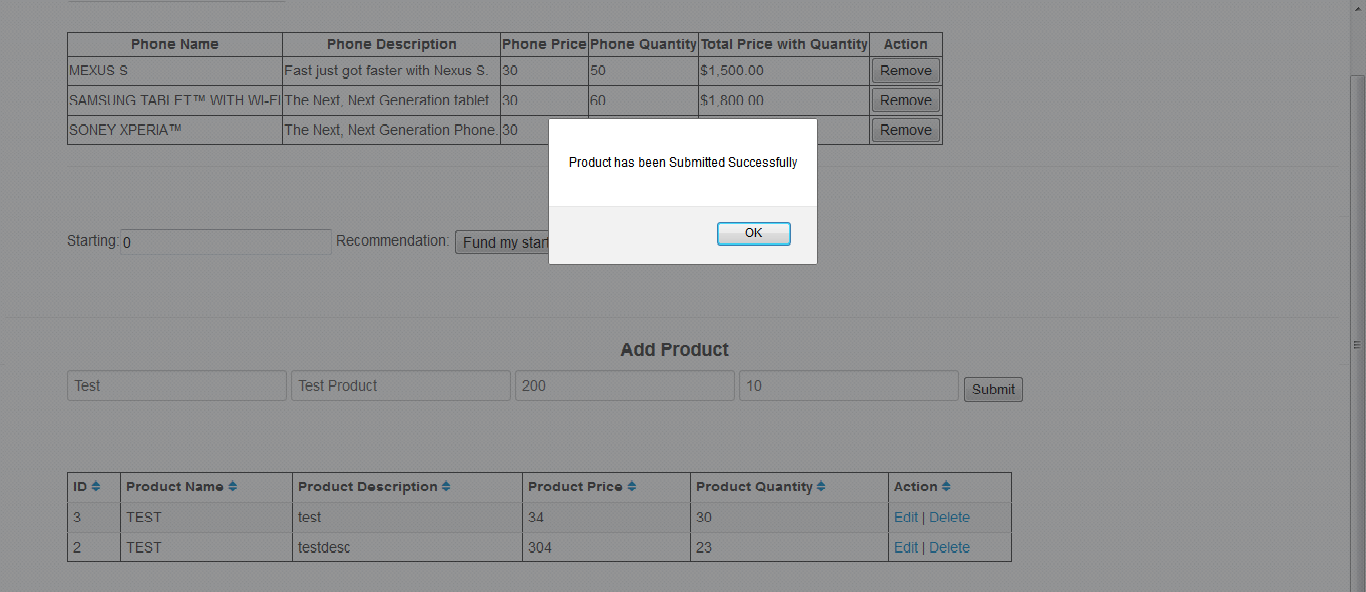 Phone Name Phone Description Phone Price Phone Quantity Total Price with Quantity Action
MEXUS S Fast just got faster with Nexus S. 30 50 $1,500.00 Remove
SAMSUNG TABLET™ WITH WI-FI The Next, Next Generation tablet 30 60 $1,800.00 Remove
SONEY XPERIA™ The Next, Next Generation Phone. 30 Remove
Product has been Submitted Successfully
OK
Starting: 0 Recommendation: Fund my start
Add Product
Test Test Product 200 10 Submit
ID Product Name Product Description Product Price Product Quantity Action
3 TEST test 34 30 Edit | Delete
2 TEST testdesc 304 23 Edit | Delete